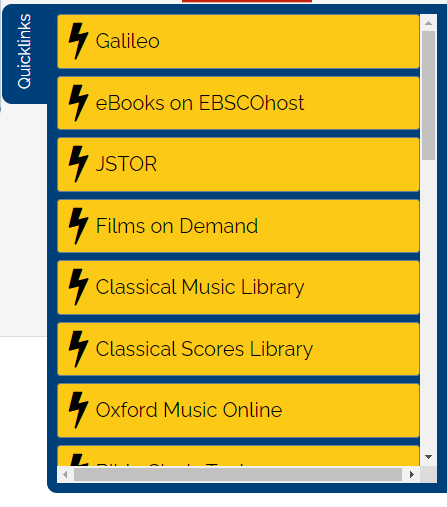 Quicklinks
Galileo
eBooks on EBSCOhost
JSTOR
Films on Demand
Classical Music Library
Classical Scores Library
Oxford Music Online